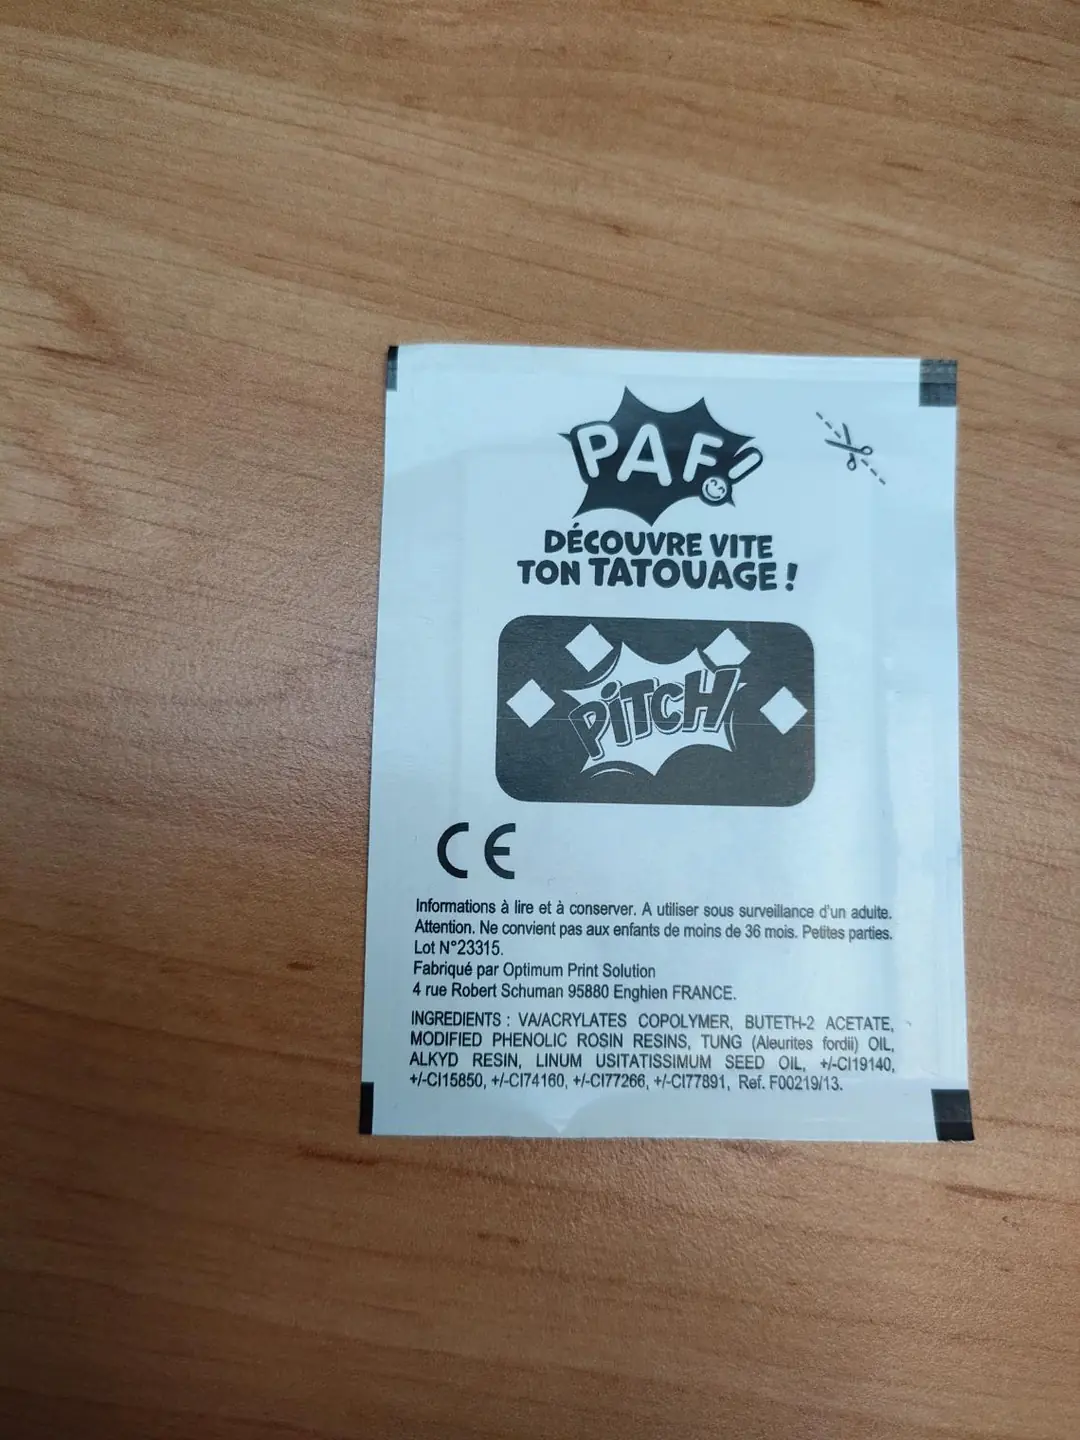 PAF!
DÉCOUVRE VITE
TON TATOUAGE !
PiTCH
CE
Informations à lire et à conserver. A utiliser sous surveillance d'un adulte.
Attention. Ne convient pas aux enfants de moins de 36 mois. Petites parties.
Lot N°23315.
Fabriqué par Optimum Print Solution
4 rue Robert Schuman 95880 Enghien FRANCE.
INGREDIENTS : VA/ACRYLATES COPOLYMER, BUTETH-2 ACETATE,
MODIFIED PHENOLIC ROSIN RESINS, TUNG (Aleurites fordii) OIL,
ALKYD RESIN, LINUM USITATISSIMUM SEED OIL, +/-CI19140,
+/-CI15850, +/-CI74160, +/-CI77266, +/-CI77891, Ref. F00219/13.